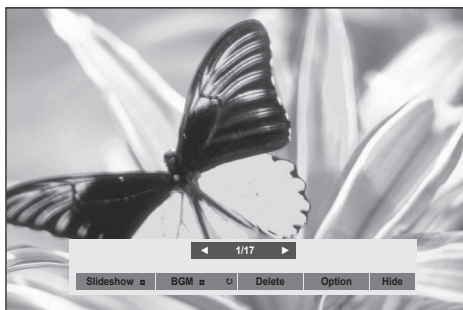 ◄ 1/17 ►
Slideshow ◘ BGM ◘ ↻ Delete Option Hide